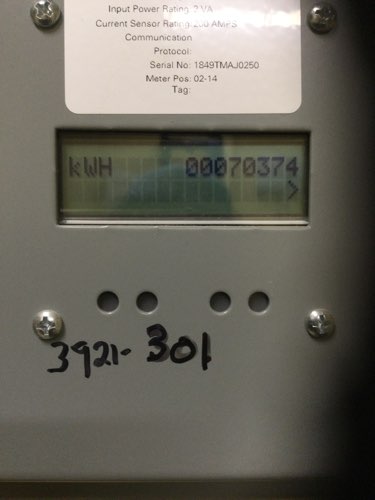 Input Power Rating: 2 VA
Current Sensor Rating: 200 AMPS
Communication
Protocol:
Serial No: 1849TMAJ0250
Meter Pos: 02-14
Tag:
kWH 00070374
>
3921-301